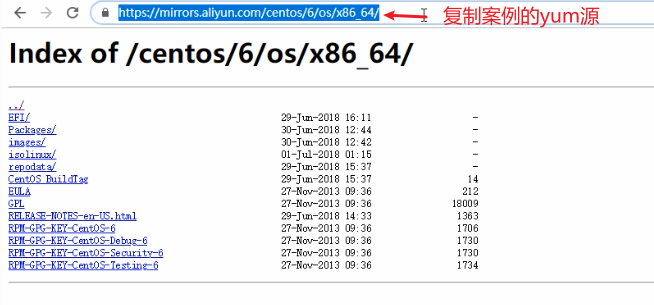 https://mirrors.aliyun.com/centos/6/os/x86_64/ 复制案例的yum源
Index of /centos/6/os/x86_64/
../
EFI/ 29-Jun-2018 16:11 -
Packages/ 30-Jun-2018 12:44 -
images/ 30-Jun-2018 12:42 -
isolinux/ 01-Jul-2018 01:15 -
repodata/ 29-Jun-2018 15:37 -
CentOS BuildTag 29-Jun-2018 15:37 14
EULA 27-Nov-2013 09:36 212
GPL 27-Nov-2013 09:36 18009
RELEASE-NOTES-en-US.html 29-Jun-2018 14:33 1363
RPM-GPG-KEY-CentOS-6 27-Nov-2013 09:36 1706
RPM-GPG-KEY-CentOS-Debug-6 27-Nov-2013 09:36 1730
RPM-GPG-KEY-CentOS-Security-6 27-Nov-2013 09:36 1730
RPM-GPG-KEY-CentOS-Testing-6 27-Nov-2013 09:36 1734